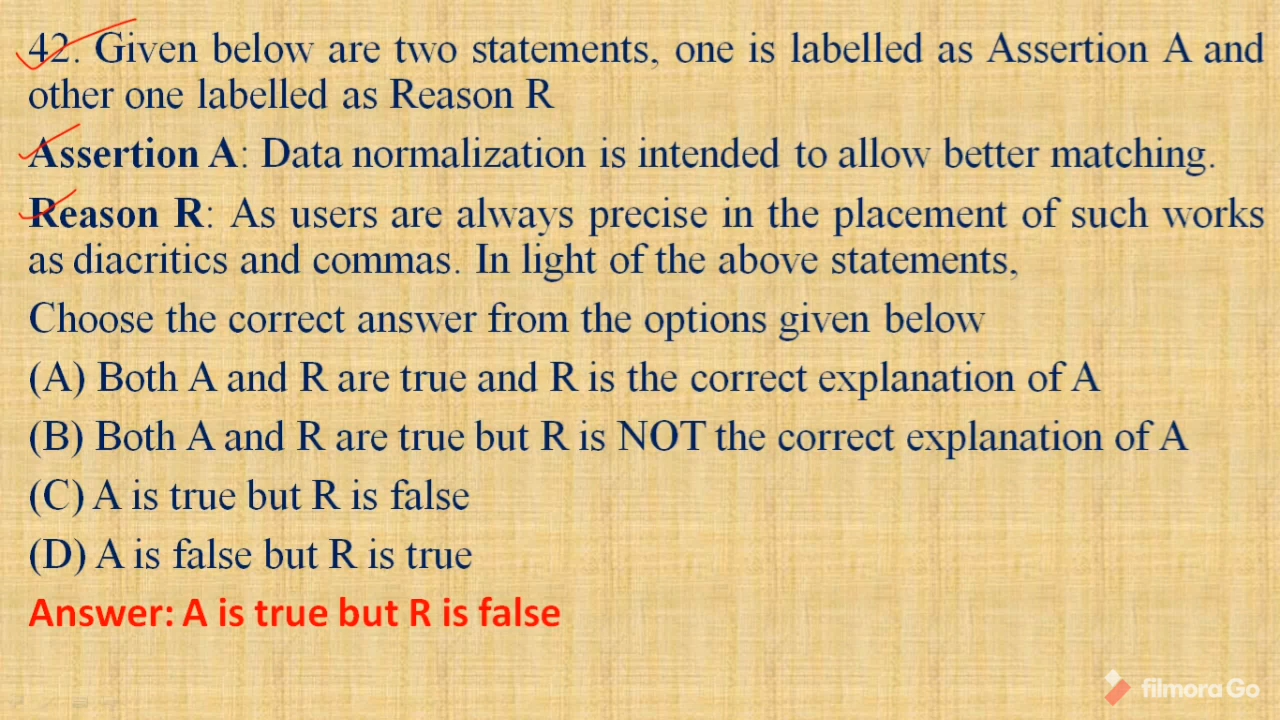 42. Given below are two statements, one is labelled as Assertion A and
other one labelled as Reason R
Assertion A: Data normalization is intended to allow better matching.
Reason R: As users are always precise in the placement of such works
as diacritics and commas. In light of the above statements,
Choose the correct answer from the options given below
(A) Both A and R are true and R is the correct explanation of A
(B) Both A and R are true but R is NOT the correct explanation of A
(C) A is true but R is false
(D) A is false but R is true
Answer: A is true but R is false
filmora Go